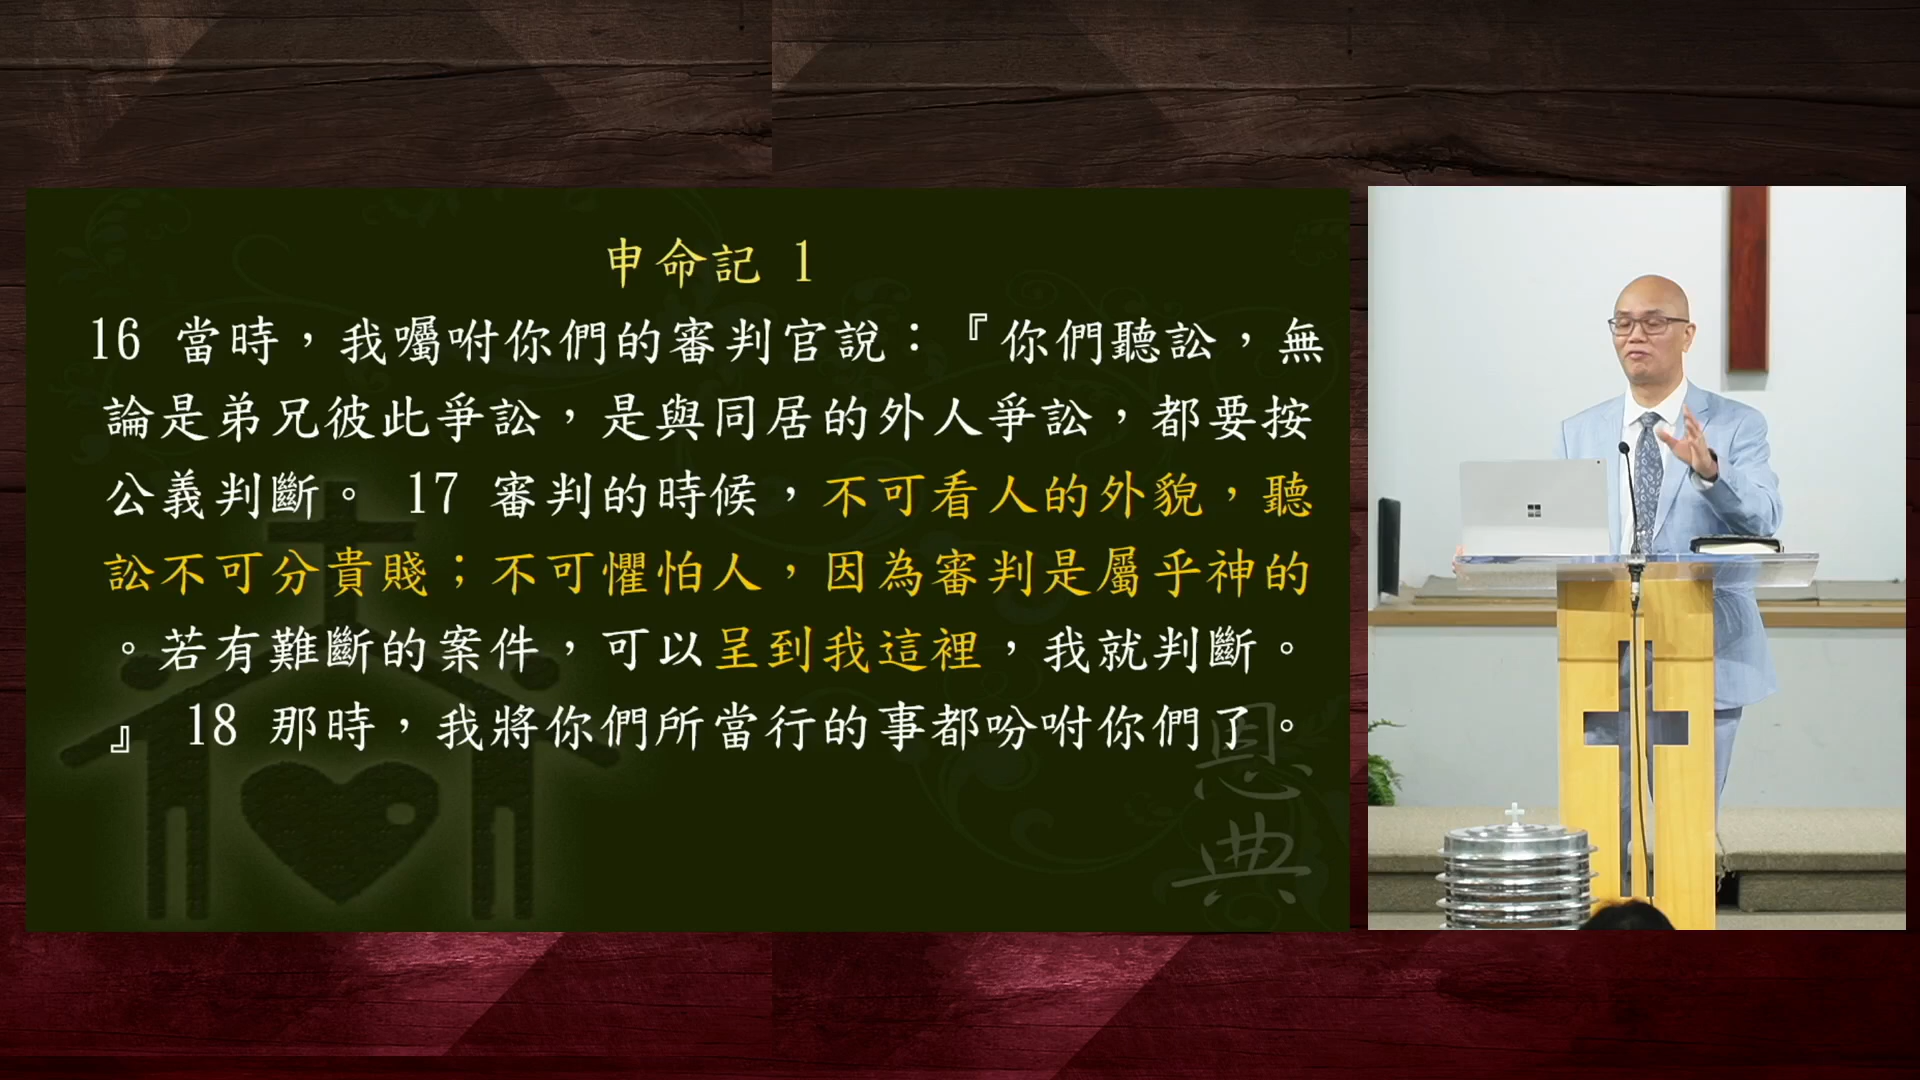 申命記 1
16 當時，我囑咐你們的審判官說：『你們聽訟，無
論是弟兄彼此爭訟，是與同居的外人爭訟，都要按
公義判斷。 17 審判的時候，不可看人的外貌，聽
訟不可分貴賤；不可懼怕人，因為審判是屬乎神的
。若有難斷的案件，可以呈到我這裡，我就判斷。
』 18 那時，我將你們所當行的事都吩咐你們了。
恩
典